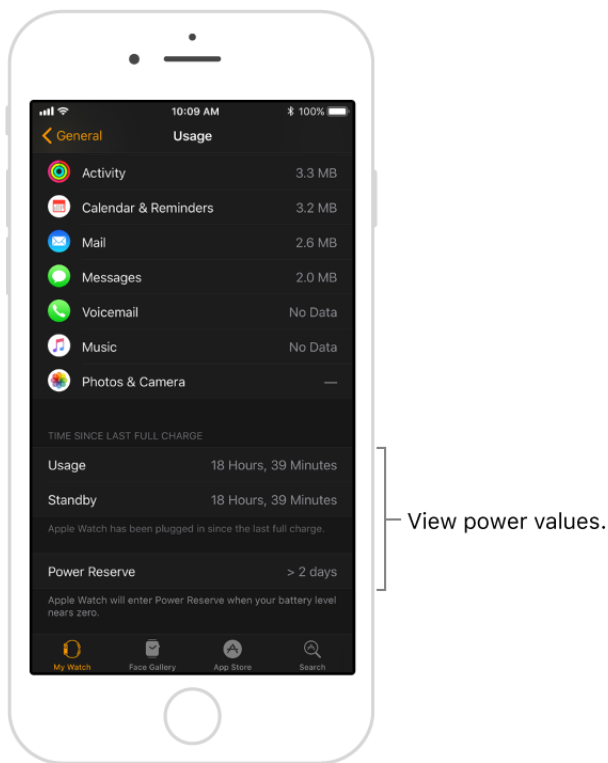 10:09 AM 100%
General Usage
Activity 3.3 MB
Calendar & Reminders 3.2 MB
Mail 2.6 MB
Messages 2.0 MB
Voicemail No Data
Music No Data
Photos & Camera —
TIME SINCE LAST FULL CHARGE
Usage 18 Hours, 39 Minutes
Standby 18 Hours, 39 Minutes
Apple Watch has been plugged in since the last full charge.
Power Reserve > 2 days
Apple Watch will enter Power Reserve when your battery level
nears zero.
My Watch Face Gallery App Store Search
View power values.